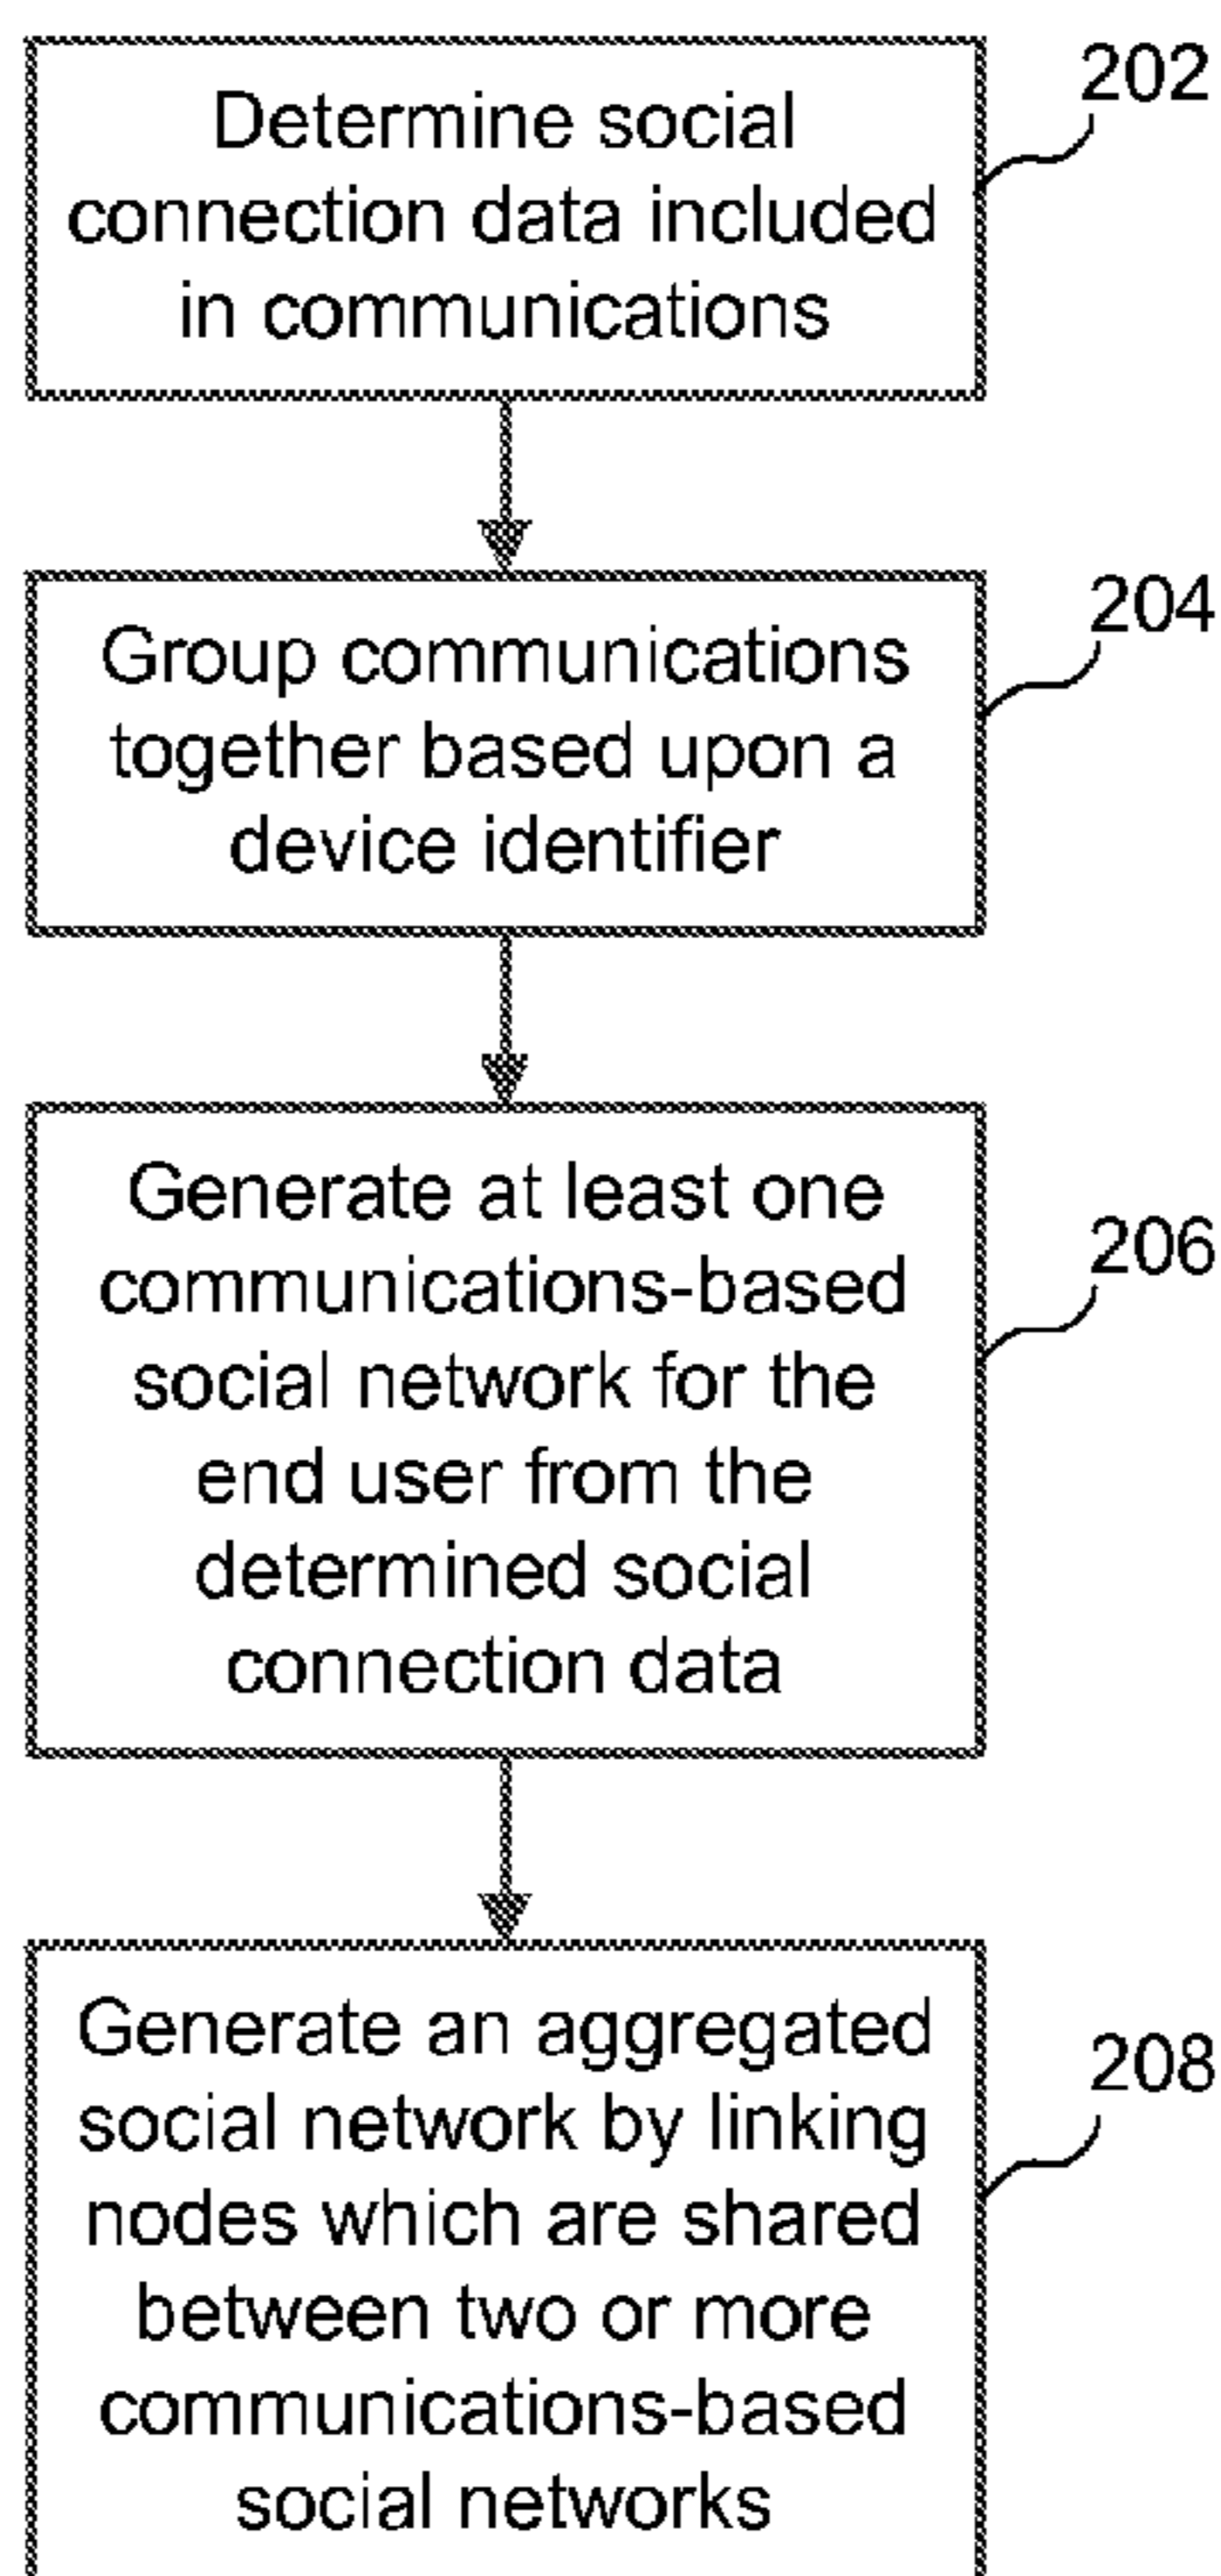 Determine social
connection data included
in communications
202
Group communications
together based upon a
device identifier
204
Generate at least one
communications-based
social network for the
end user from the
determined social
connection data
206
Generate an aggregated
social network by linking
nodes which are shared
between two or more
communications-based
social networks
208